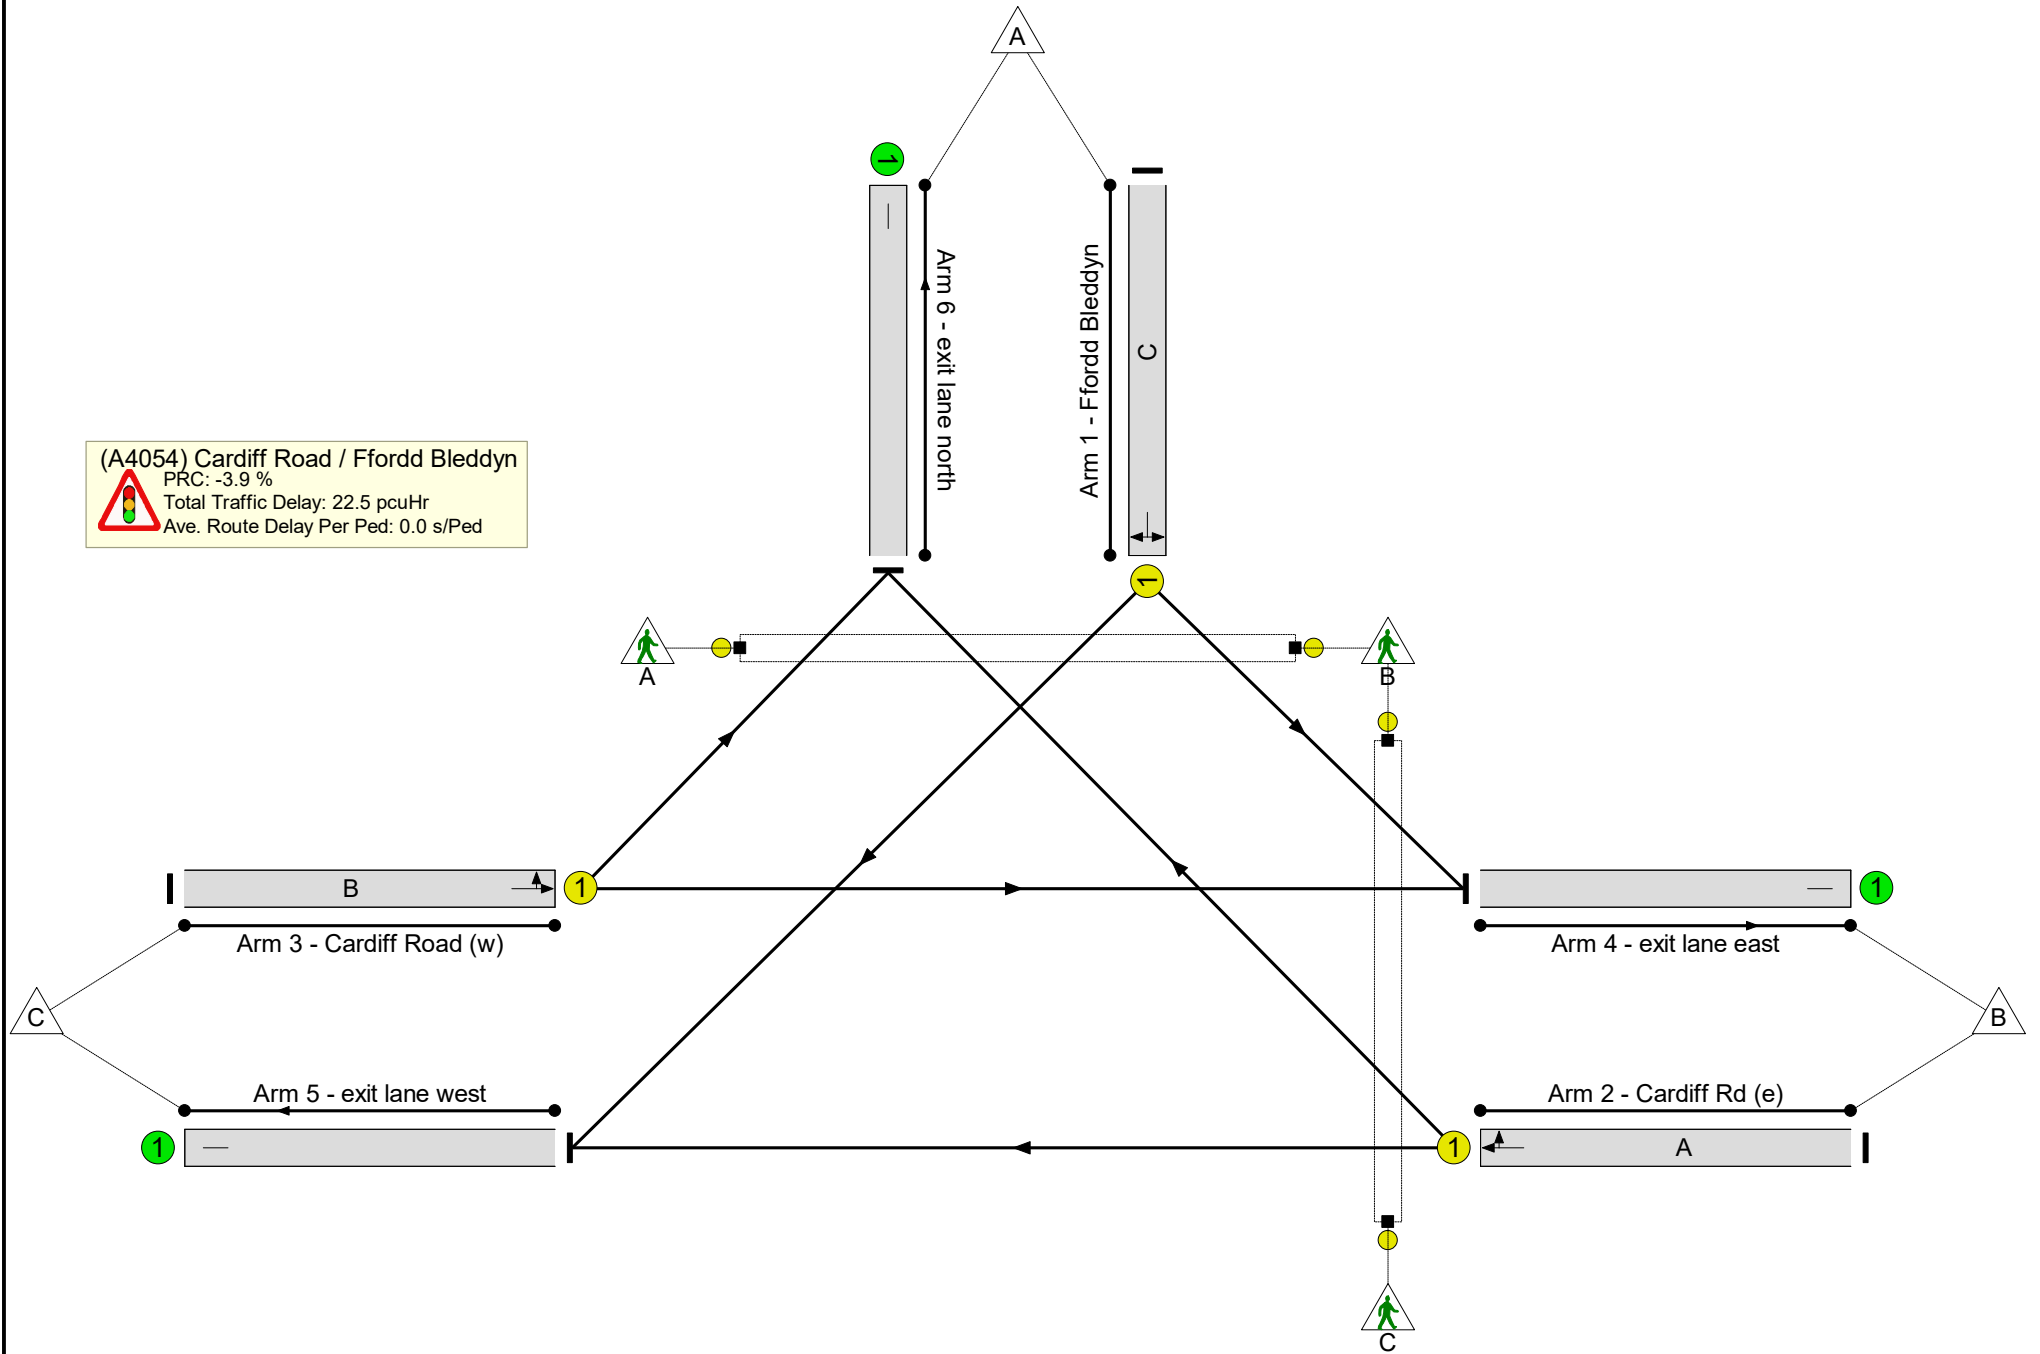 A
1
Arm 6 - exit lane north
Arm 1 - Ffordd Bleddyn
C
(A4054) Cardiff Road / Ffordd Bleddyn
PRC: -3.9 %
Total Traffic Delay: 22.5 pcuHr
Ave. Route Delay Per Ped: 0.0 s/Ped
1
A
B
B
1
1
Arm 3 - Cardiff Road (w)
Arm 4 - exit lane east
C
B
Arm 5 - exit lane west
Arm 2 - Cardiff Rd (e)
1
1
A
C